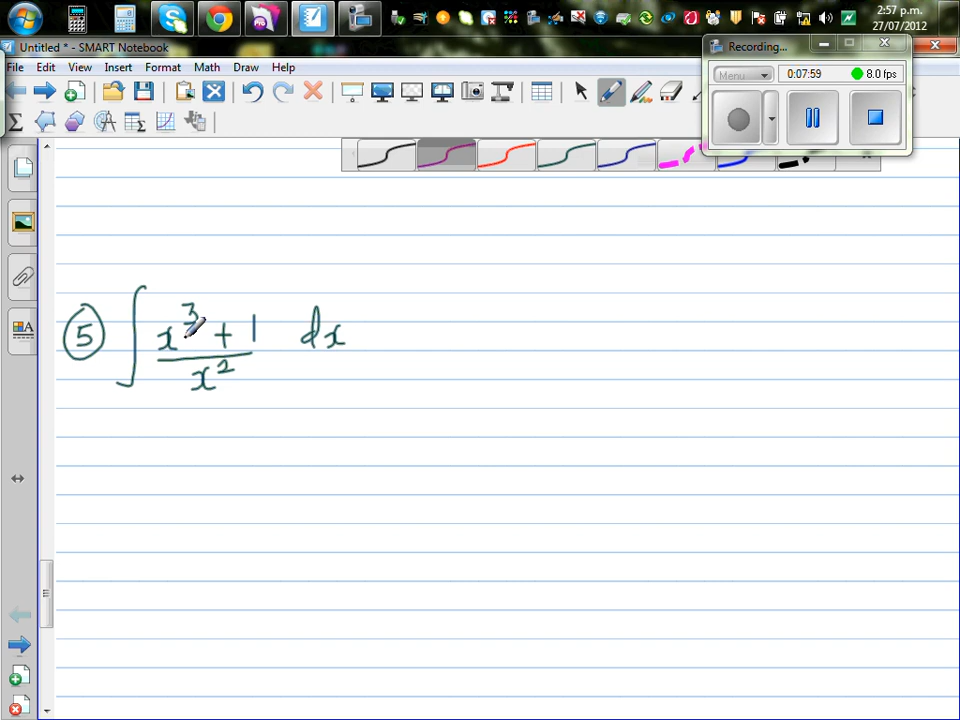 2:57 p.m.
27/07/2012
Untitled * - SMART Notebook
Recording...
File Edit View Insert Format Math Draw Help
Menu 0:07:59 8.0 fps
⑤ ∫ x³ + 1 dx
x²